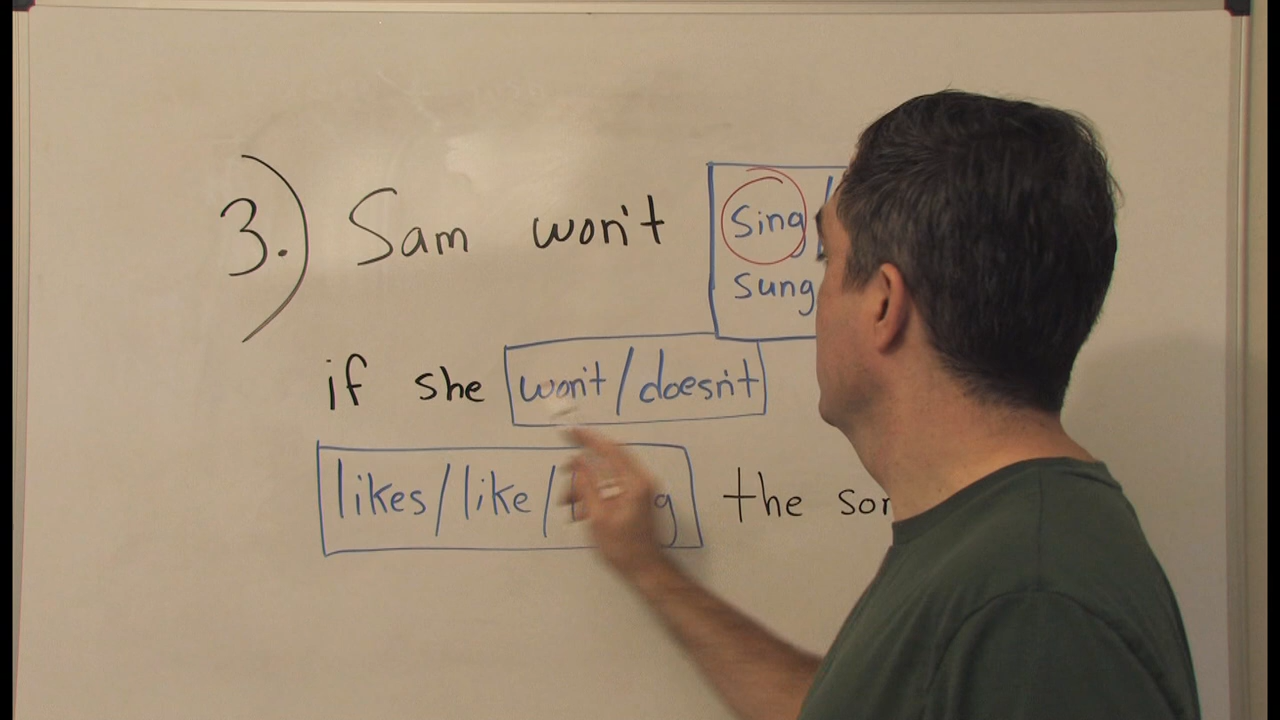 3.) Sam won't sing/
sung
if she won't/doesn't
likes/like/ the